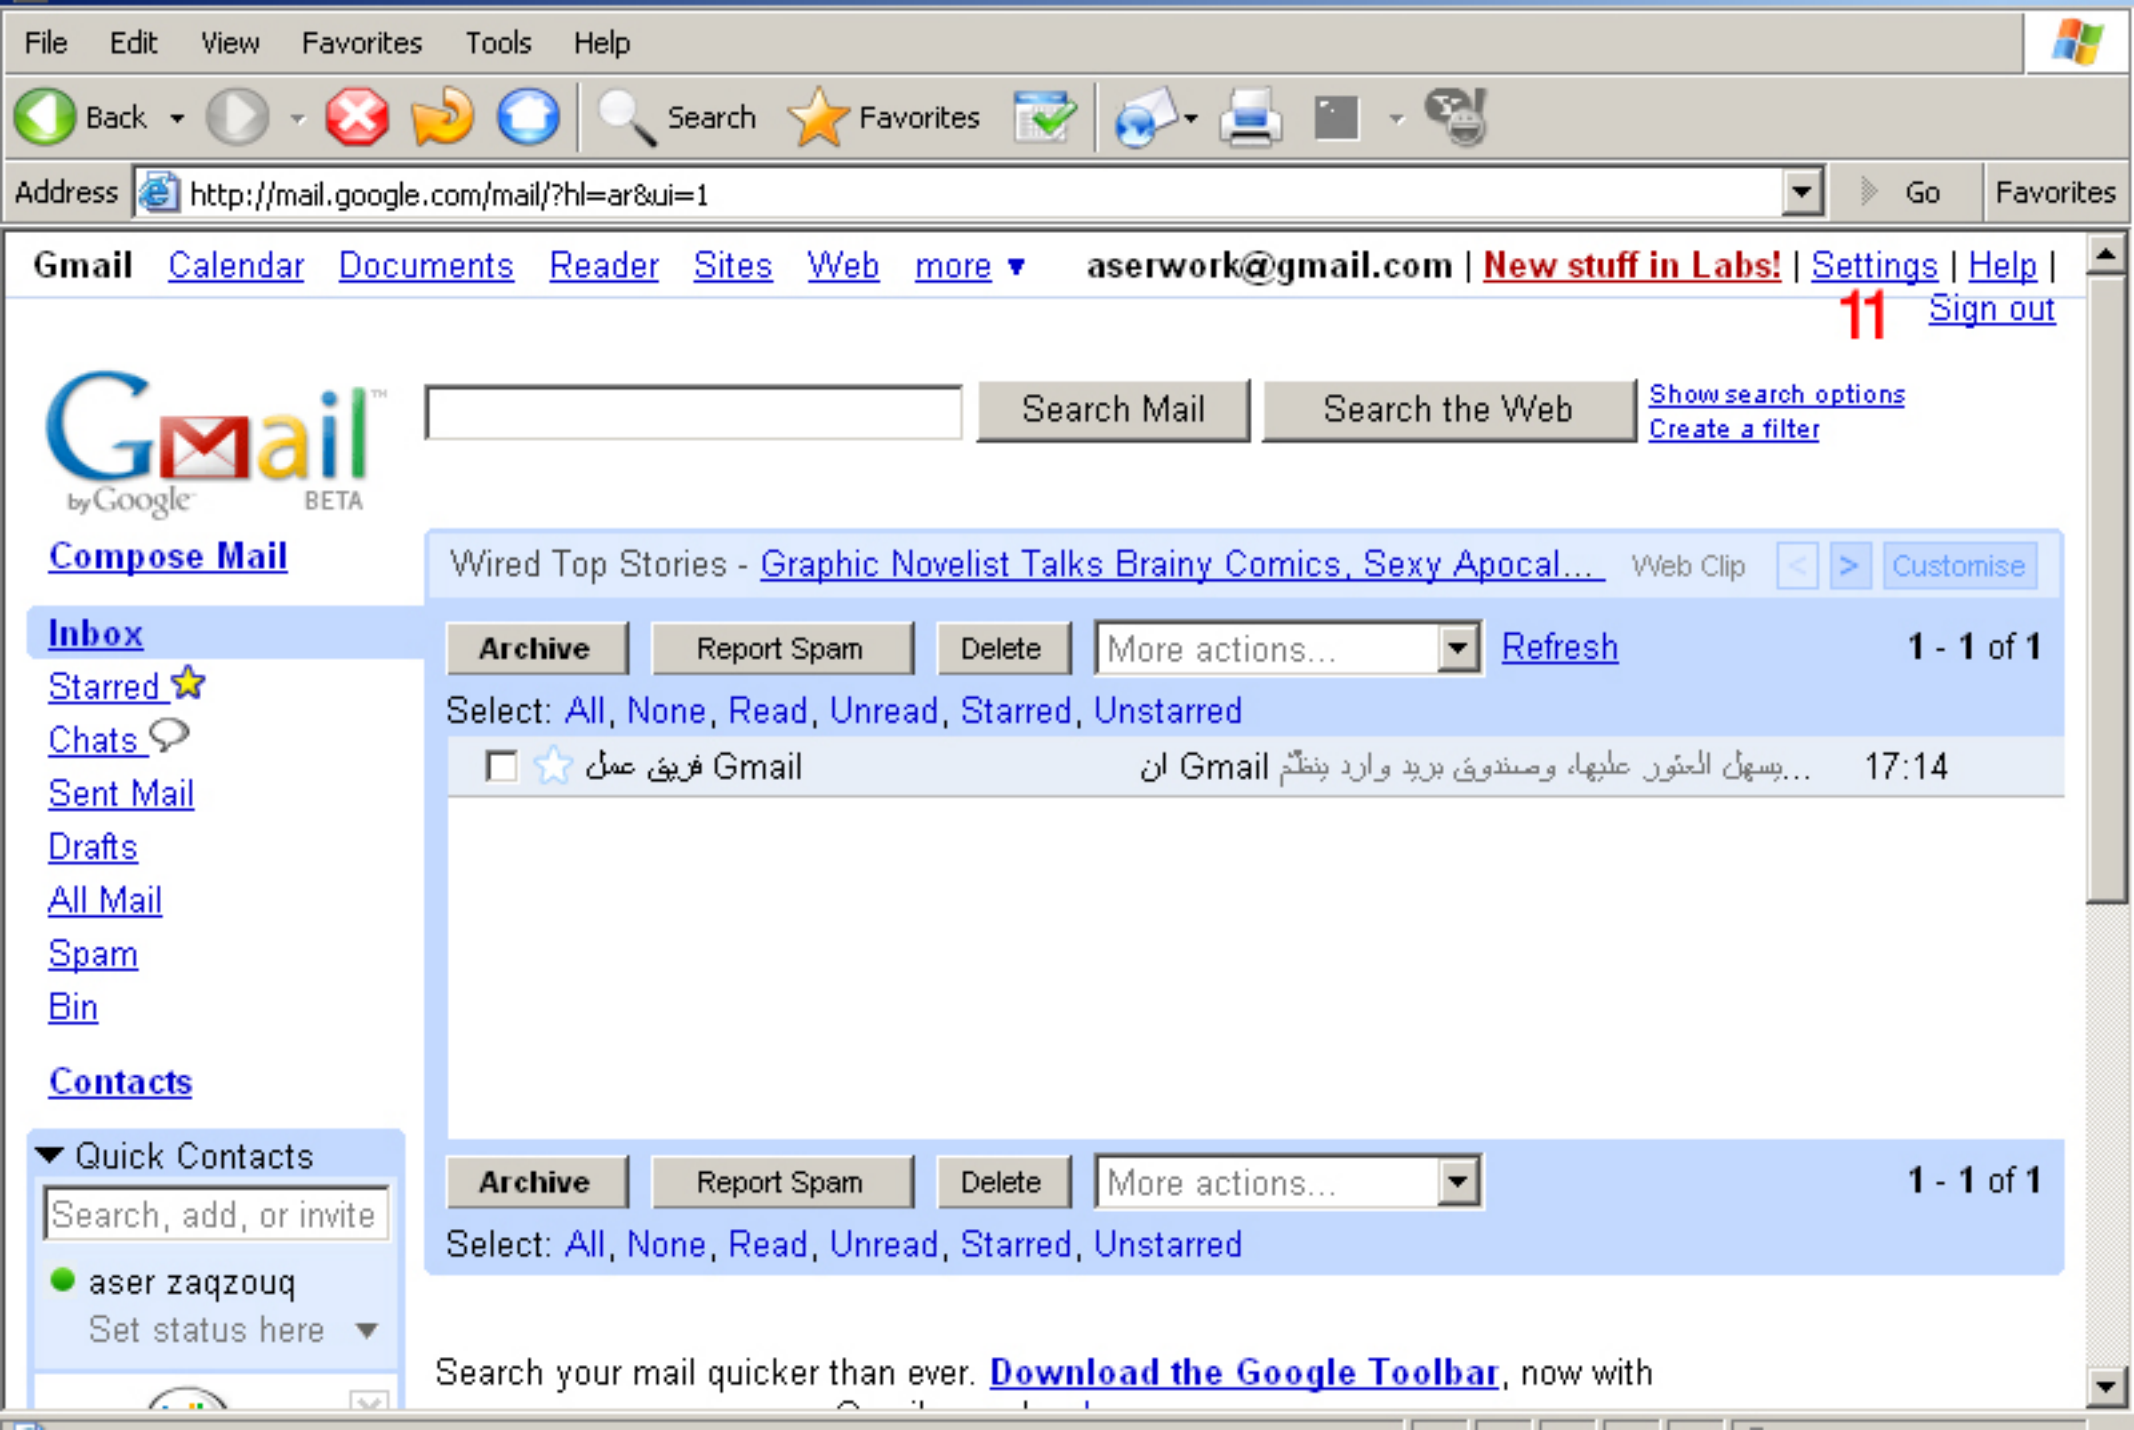 File Edit View Favorites Tools Help
Back Search Favorites
Address http://mail.google.com/mail/?hl=ar&ui=1 Go Favorites
Gmail Calendar Documents Reader Sites Web more ▼ aserwork@gmail.com | New stuff in Labs! | Settings | Help |
11 Sign out
Gmail™
by Google BETA
Search Mail Search the Web Show search options
Create a filter
Compose Mail
Wired Top Stories - Graphic Novelist Talks Brainy Comics, Sexy Apocal... Web Clip < > Customise
Inbox
Archive Report Spam Delete More actions... Refresh 1 - 1 of 1
Starred
Select: All, None, Read, Unread, Starred, Unstarred
Chats
فريق عمل Gmail ان Gmail يسهل العثور عليها، وصندوق بريد وارد ينظّم... 17:14
Sent Mail
Drafts
All Mail
Spam
Bin
Contacts
Quick Contacts
Archive Report Spam Delete More actions... 1 - 1 of 1
Search, add, or invite
Select: All, None, Read, Unread, Starred, Unstarred
aser zaqzouq
Set status here
Search your mail quicker than ever. Download the Google Toolbar, now with